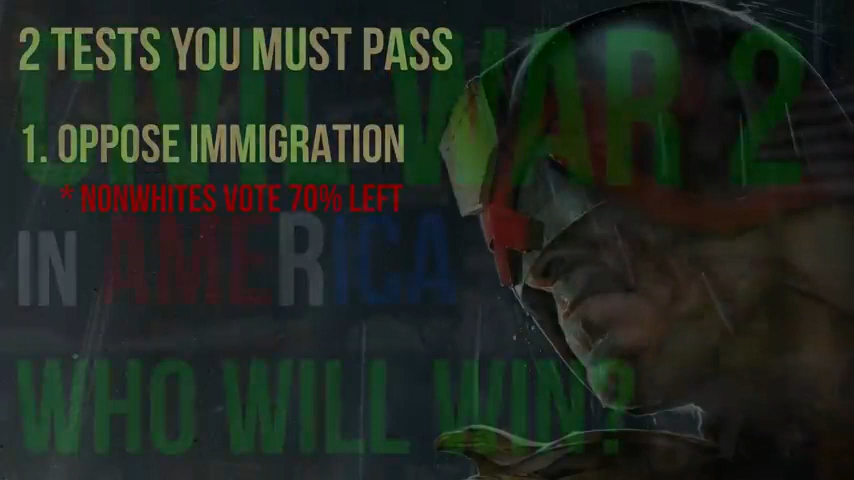 2 TESTS YOU MUST PASS
CIVIL WAR 2
1. OPPOSE IMMIGRATION
* NONWHITES VOTE 70% LEFT
IN AMERICA
WHO WILL WIN?